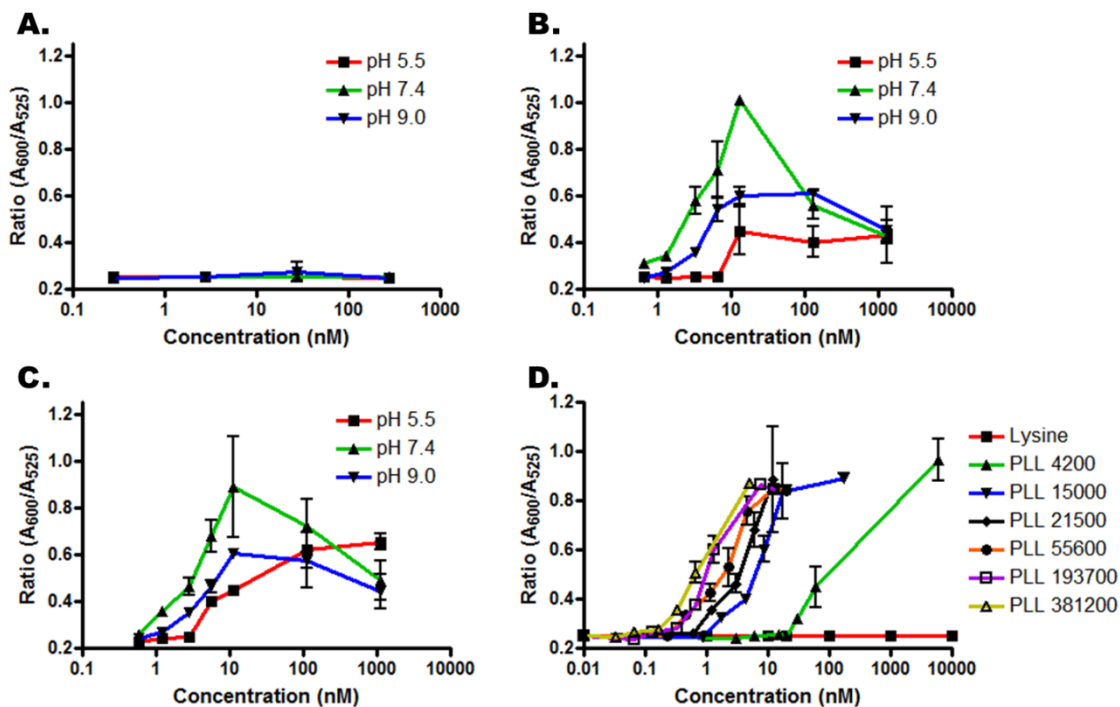 A.
1.2
1.0
0.8
0.6
0.4
0.2
0.1 1 10 100 1000
Ratio (A600/A525)
Concentration (nM)
pH 5.5
pH 7.4
pH 9.0
B.
1.2
1.0
0.8
0.6
0.4
0.2
0.1 1 10 100 1000 10000
Ratio (A600/A525)
Concentration (nM)
pH 5.5
pH 7.4
pH 9.0
C.
1.2
1.0
0.8
0.6
0.4
0.2
0.1 1 10 100 1000 10000
Ratio (A600/A525)
Concentration (nM)
pH 5.5
pH 7.4
pH 9.0
D.
1.2
1.0
0.8
0.6
0.4
0.2
0.01 0.1 1 10 100 1000 10000
Ratio (A600/A525)
Concentration (nM)
Lysine
PLL 4200
PLL 15000
PLL 21500
PLL 55600
PLL 193700
PLL 381200